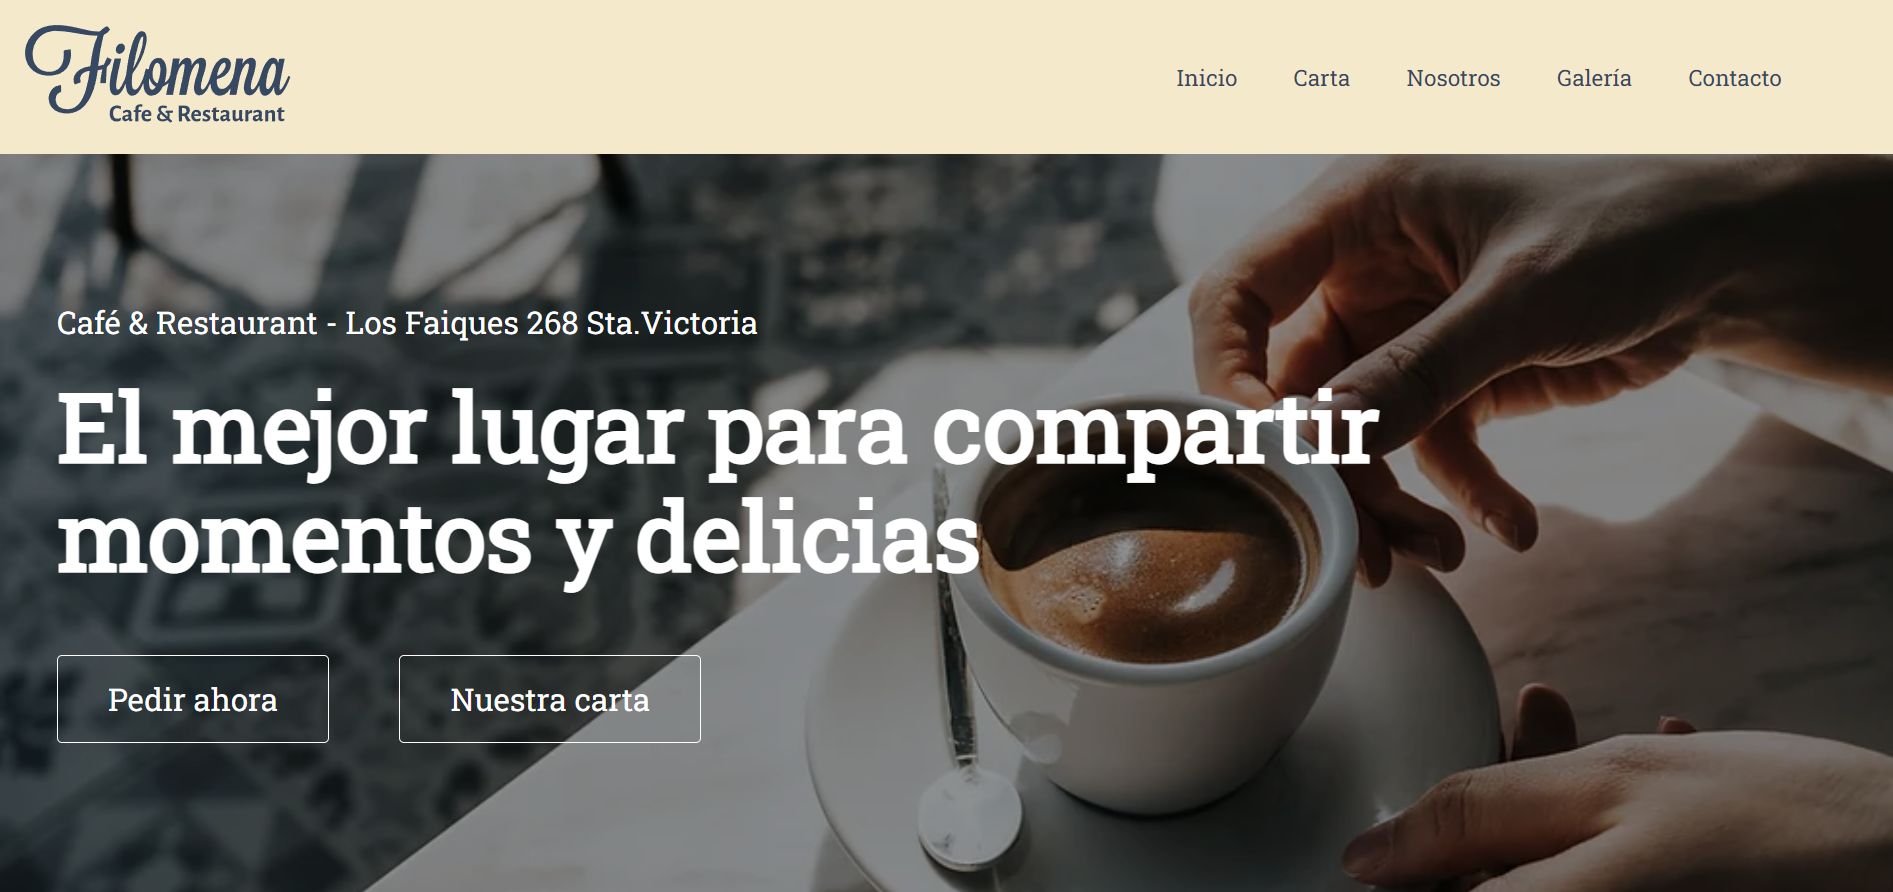 Filomena
Cafe & Restaurant
Inicio Carta Nosotros Galería Contacto
Café & Restaurant - Los Faiques 268 Sta.Victoria
El mejor lugar para compartir
momentos y delicias
Pedir ahora Nuestra carta